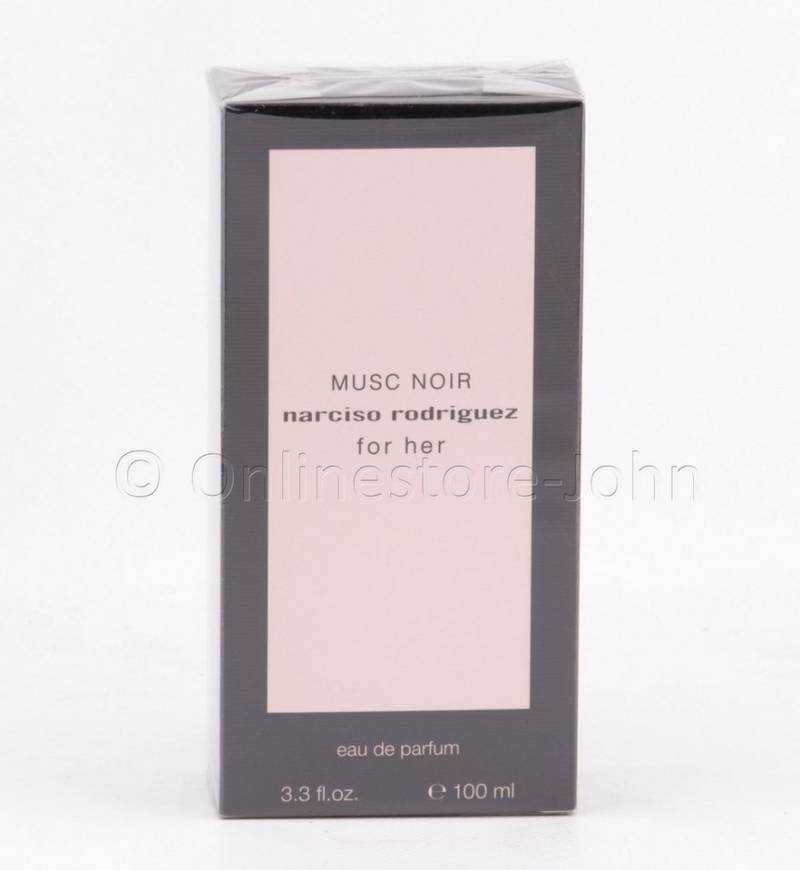 MUSC NOIR
narciso rodriguez
for her
© Onlinestore-John
eau de parfum
3.3 fl.oz. ℮ 100 ml